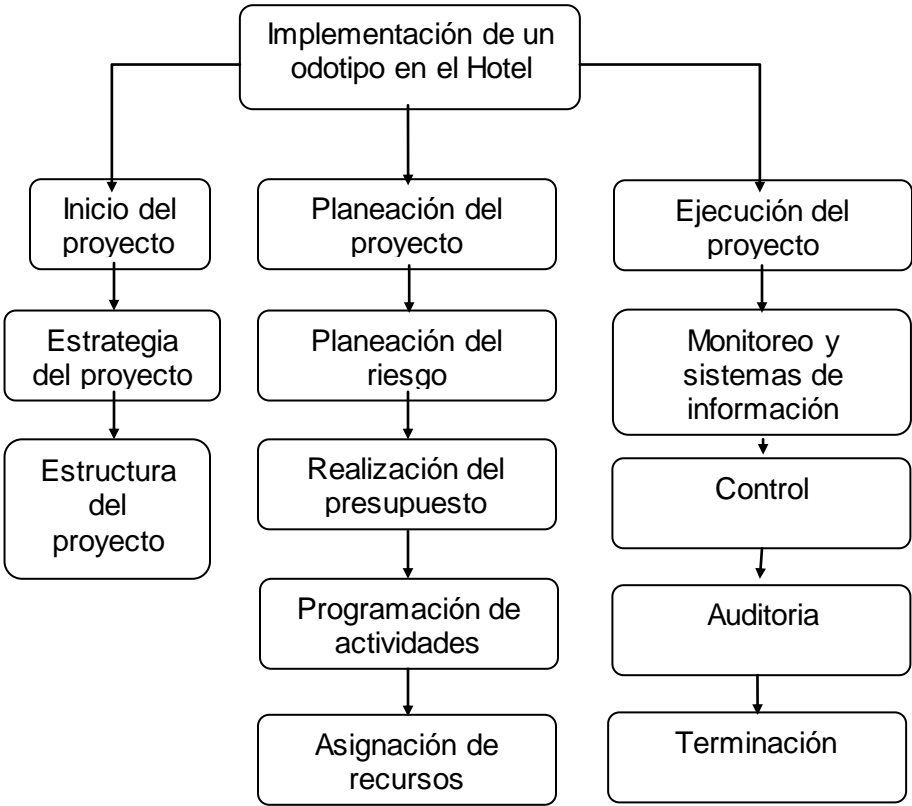 Implementación de un
odotipo en el Hotel
Inicio del
proyecto
Estrategia
del proyecto
Estructura
del
proyecto
Planeación del
proyecto
Planeación del
riesgo
Realización del
presupuesto
Programación de
actividades
Asignación de
recursos
Ejecución del
proyecto
Monitoreo y
sistemas de
información
Control
Auditoria
Terminación